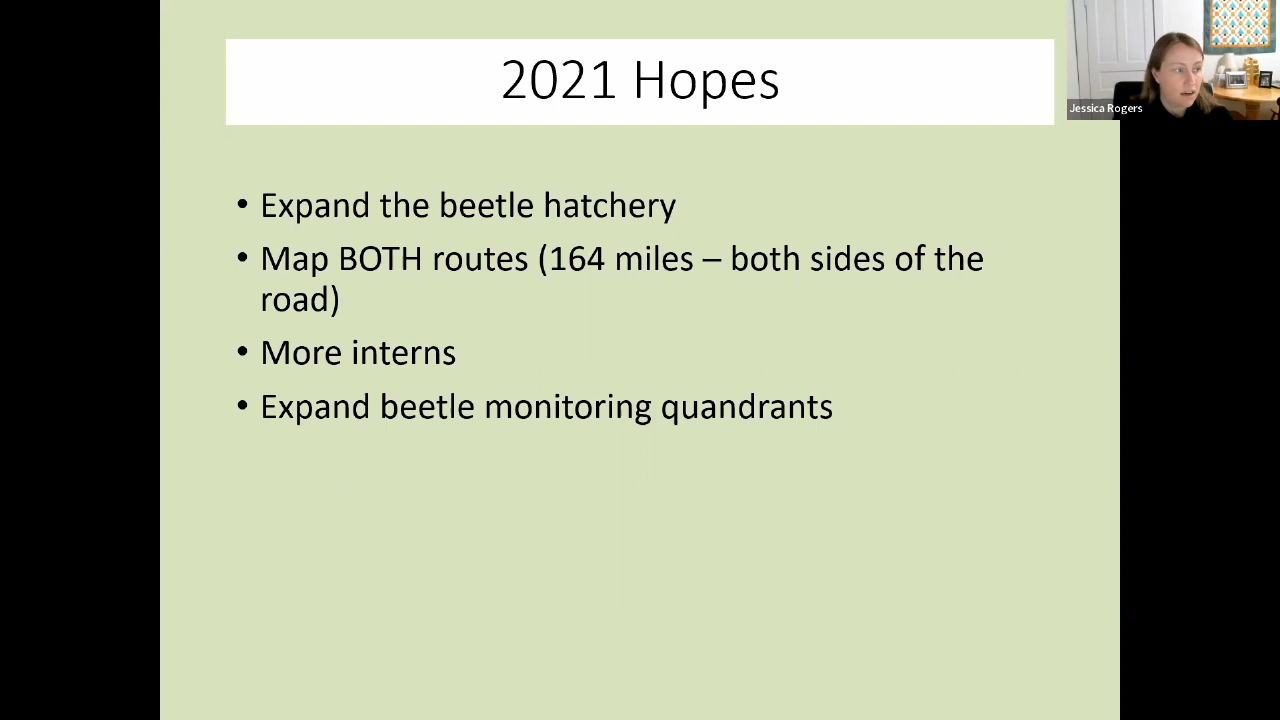 2021 Hopes
Jessica Rogers
• Expand the beetle hatchery
• Map BOTH routes (164 miles – both sides of the
road)
• More interns
• Expand beetle monitoring quandrants